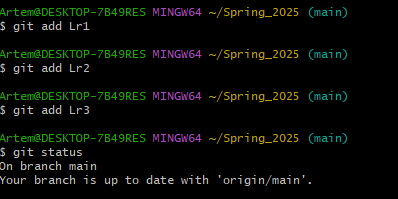 Artem@DESKTOP-7B49RES MINGW64 ~/Spring_2025 (main)
$ git add Lr1
Artem@DESKTOP-7B49RES MINGW64 ~/Spring_2025 (main)
$ git add Lr2
Artem@DESKTOP-7B49RES MINGW64 ~/Spring_2025 (main)
$ git add Lr3
Artem@DESKTOP-7B49RES MINGW64 ~/Spring_2025 (main)
$ git status
On branch main
Your branch is up to date with 'origin/main'.